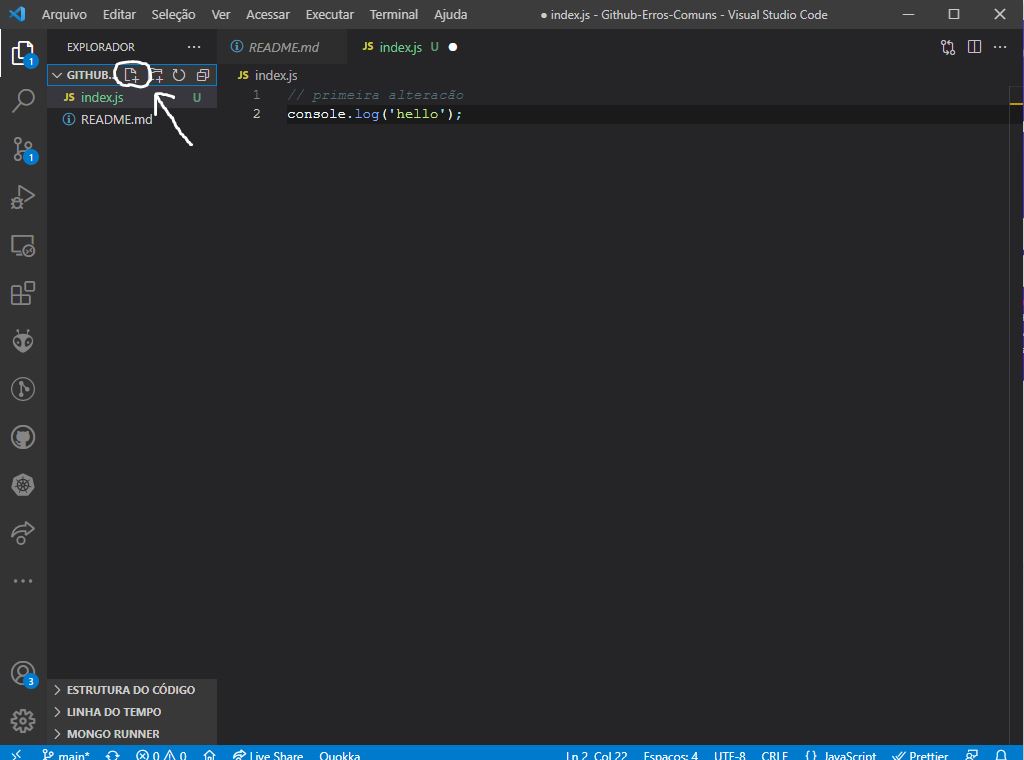 Arquivo Editar Seleção Ver Acessar Executar Terminal Ajuda ● index.js - Github-Erros-Comuns - Visual Studio Code
EXPLORADOR ···
README.md
JS index.js U
GITHUB...
JS index.js
JS index.js U
README.md
1 // primeira alteracão
2 console.log('hello');
1
1
3
ESTRUTURA DO CÓDIGO
LINHA DO TEMPO
MONGO RUNNER
main* 0 0 Live Share Quokka Ln 2, Col 22 Espaços: 4 UTF-8 CRLF {} JavaScript Prettier